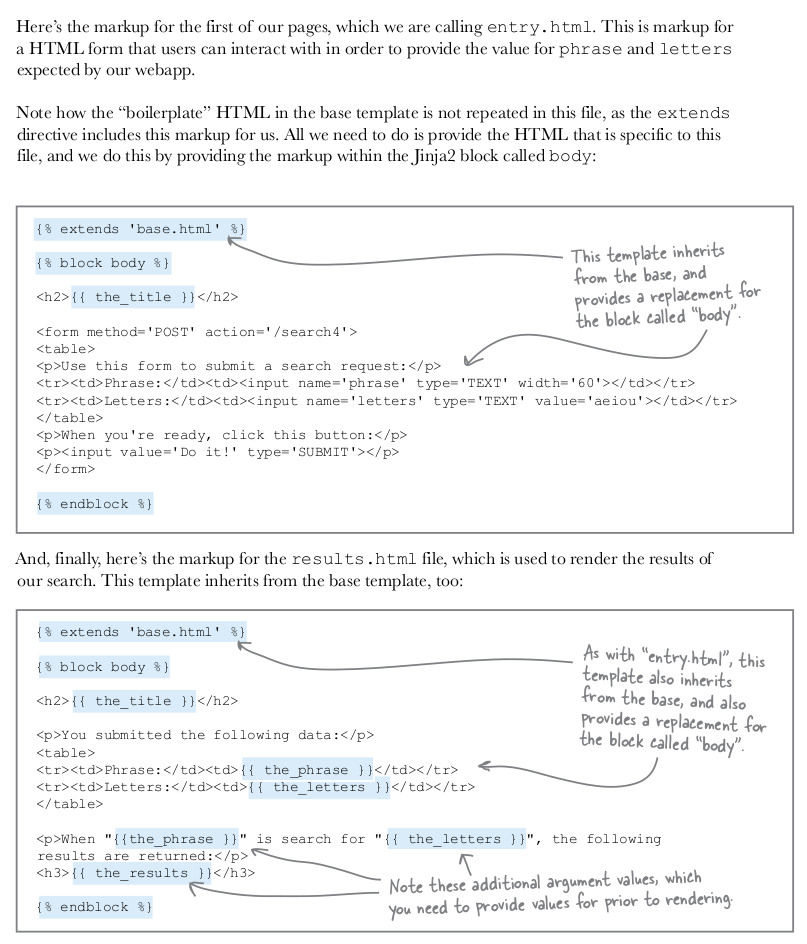 Here's the markup for the first of our pages, which we are calling entry.html. This is markup for
a HTML form that users can interact with in order to provide the value for phrase and letters
expected by our webapp.
Note how the “boilerplate” HTML in the base template is not repeated in this file, as the extends
directive includes this markup for us. All we need to do is provide the HTML that is specific to this
file, and we do this by providing the markup within the Jinja2 block called body:
{% extends 'base.html' %}
{% block body %}
<h2>{{ the_title }}</h2>
<form method='POST' action='/search4'>
<table>
<p>Use this form to submit a search request:</p>
<tr><td>Phrase:</td><td><input name='phrase' type='TEXT' width='60'></td></tr>
<tr><td>Letters:</td><td><input name='letters' type='TEXT' value='aeiou'></td></tr>
</table>
<p>When you're ready, click this button:</p>
<p><input value='Do it!' type='SUBMIT'></p>
</form>
{% endblock %}
This template inherits
from the base, and
provides a replacement for
the block called “body”.
And, finally, here's the markup for the results.html file, which is used to render the results of
our search. This template inherits from the base template, too:
{% extends 'base.html' %}
{% block body %}
<h2>{{ the_title }}</h2>
<p>You submitted the following data:</p>
<table>
<tr><td>Phrase:</td><td>{{ the_phrase }}</td></tr>
<tr><td>Letters:</td><td>{{ the_letters }}</td></tr>
</table>
<p>When "{{the_phrase }}" is search for "{{ the_letters }}", the following
results are returned:</p>
<h3>{{ the_results }}</h3>
{% endblock %}
As with “entry.html”, this
template also inherits
from the base, and also
provides a replacement for
the block called “body”.
Note these additional argument values, which
you need to provide values for prior to rendering.